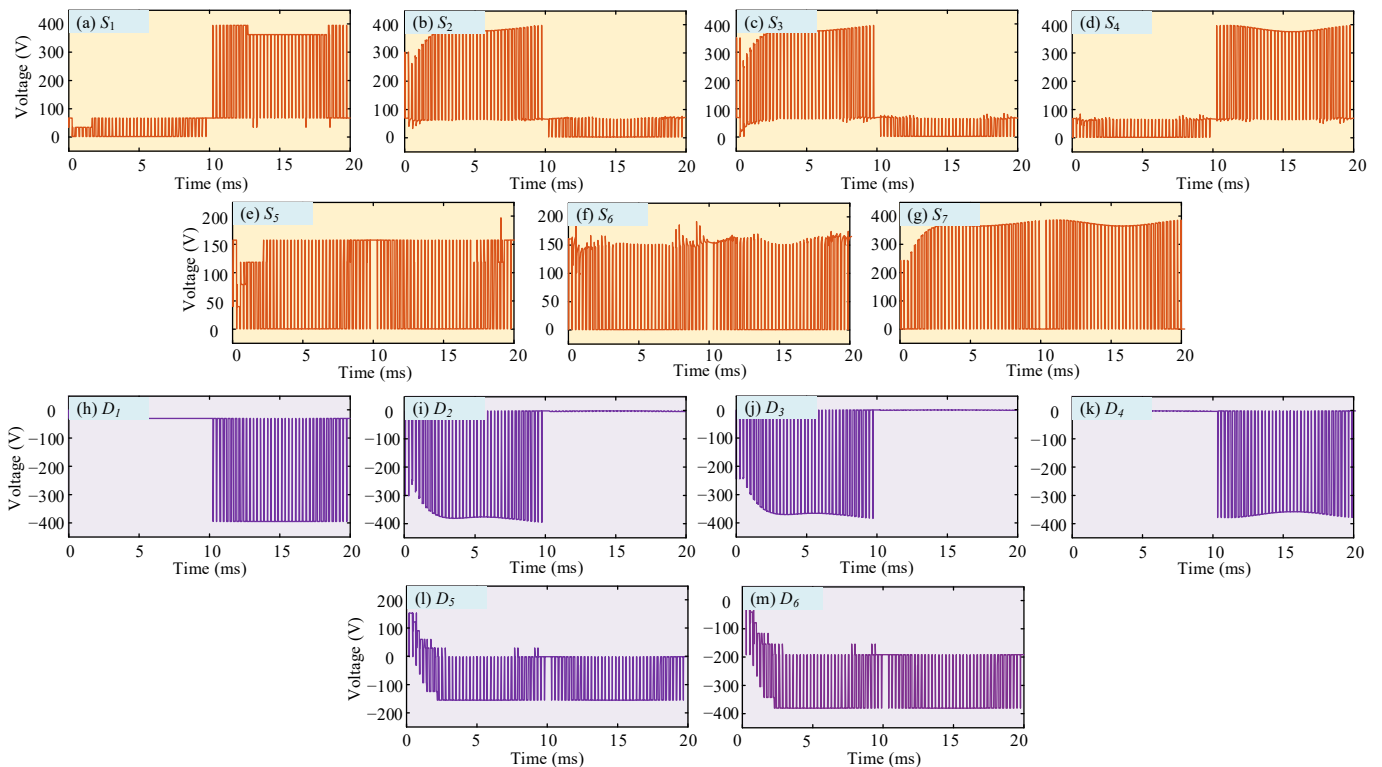 (a) S1
(b) S2
(c) S3
(d) S4
Voltage (V)
400
300
200
100
0
400
300
200
100
0
400
300
200
100
0
400
300
200
100
0
0 5 10 15 20
0 5 10 15 20
0 5 10 15 20
0 5 10 15 20
Time (ms)
Time (ms)
Time (ms)
Time (ms)
(e) S5
(f) S6
(g) S7
Voltage (V)
200
150
100
50
0
200
150
100
50
0
400
300
200
100
0
0 5 10 15 20
0 5 10 15 20
0 5 10 15 20
Time (ms)
Time (ms)
Time (ms)
(h) D1
(i) D2
(j) D3
(k) D4
Voltage (V)
0
−100
−200
−300
−400
0
−100
−200
−300
−400
0
−100
−200
−300
−400
0
−100
−200
−300
−400
0 5 10 15 20
0 5 10 15 20
0 5 10 15 20
0 5 10 15 20
Time (ms)
Time (ms)
Time (ms)
Time (ms)
(l) D5
(m) D6
Voltage (V)
200
100
0
−100
−200
0
−100
−200
−300
−400
0 5 10 15 20
0 5 10 15 20
Time (ms)
Time (ms)